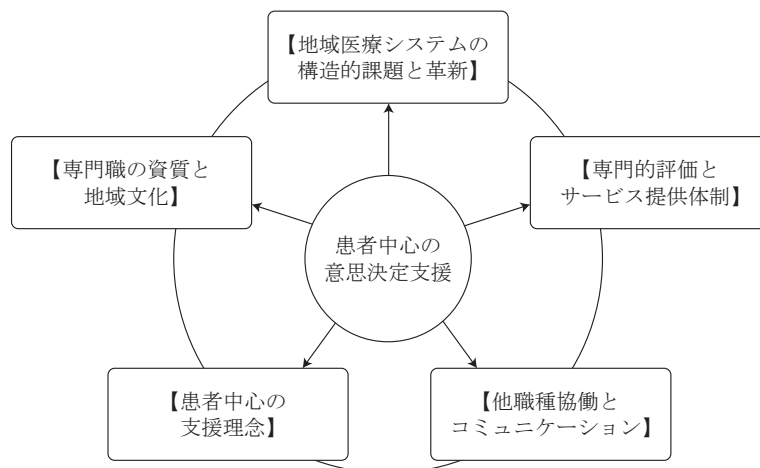 【地域医療システムの
構造的課題と革新】
【専門職の資質と
地域文化】
【専門的評価と
サービス提供体制】
患者中心の
意思決定支援
【患者中心の
支援理念】
【他職種協働と
コミュニケーション】